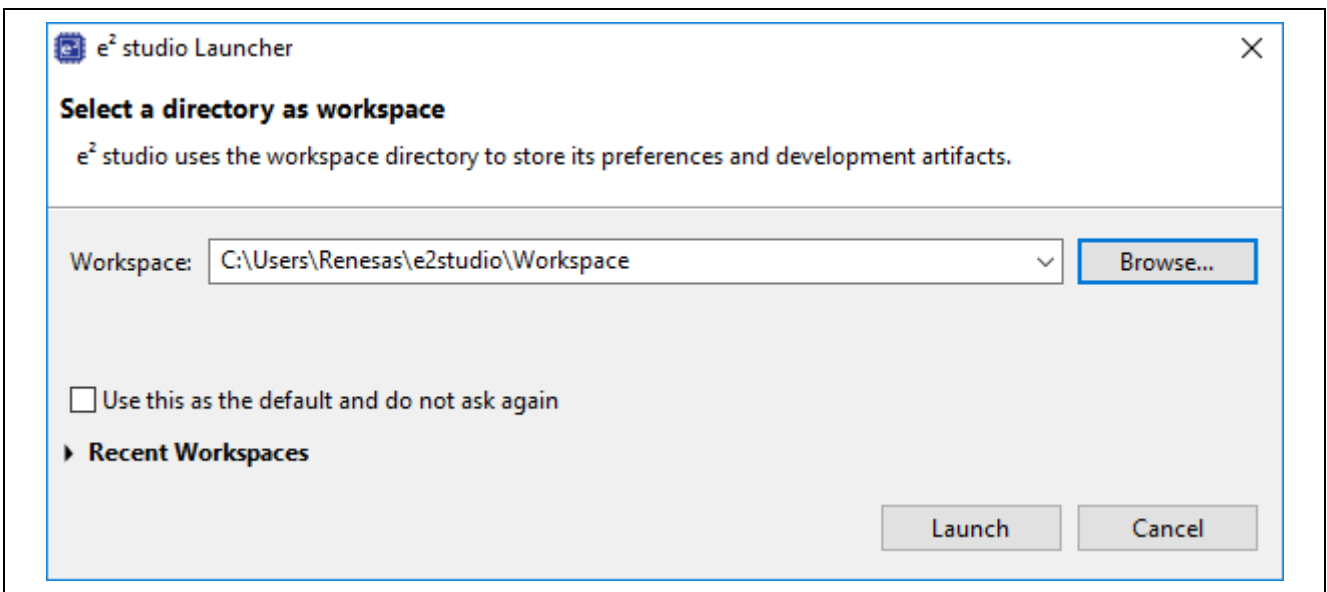 e² studio Launcher
Select a directory as workspace
e² studio uses the workspace directory to store its preferences and development artifacts.
Workspace: C:\Users\Renesas\e2studio\Workspace Browse...
Use this as the default and do not ask again
Recent Workspaces
Launch Cancel